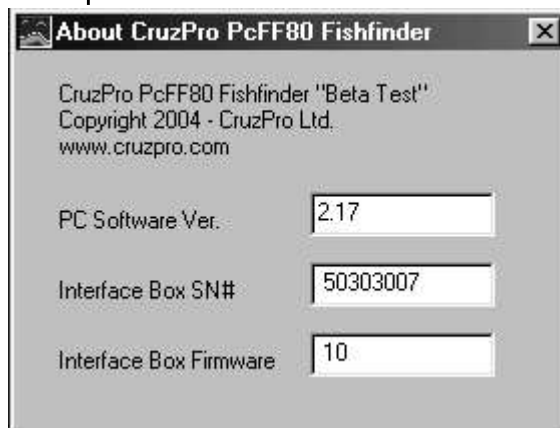 About CruzPro PcFF80 Fishfinder
CruzPro PcFF80 Fishfinder "Beta Test"
Copyright 2004 - CruzPro Ltd.
www.cruzpro.com
PC Software Ver. 2.17
Interface Box SN# 50303007
Interface Box Firmware 10